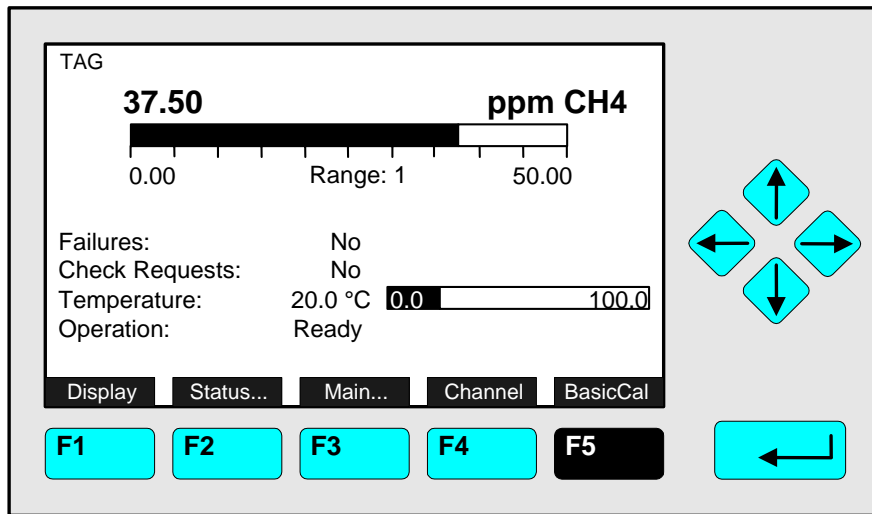 TAG
37.50 ppm CH4
0.00 Range: 1 50.00
Failures: No
Check Requests: No
Temperature: 20.0 °C 0.0 100.0
Operation: Ready
Display Status... Main... Channel BasicCal
F1 F2 F3 F4 F5